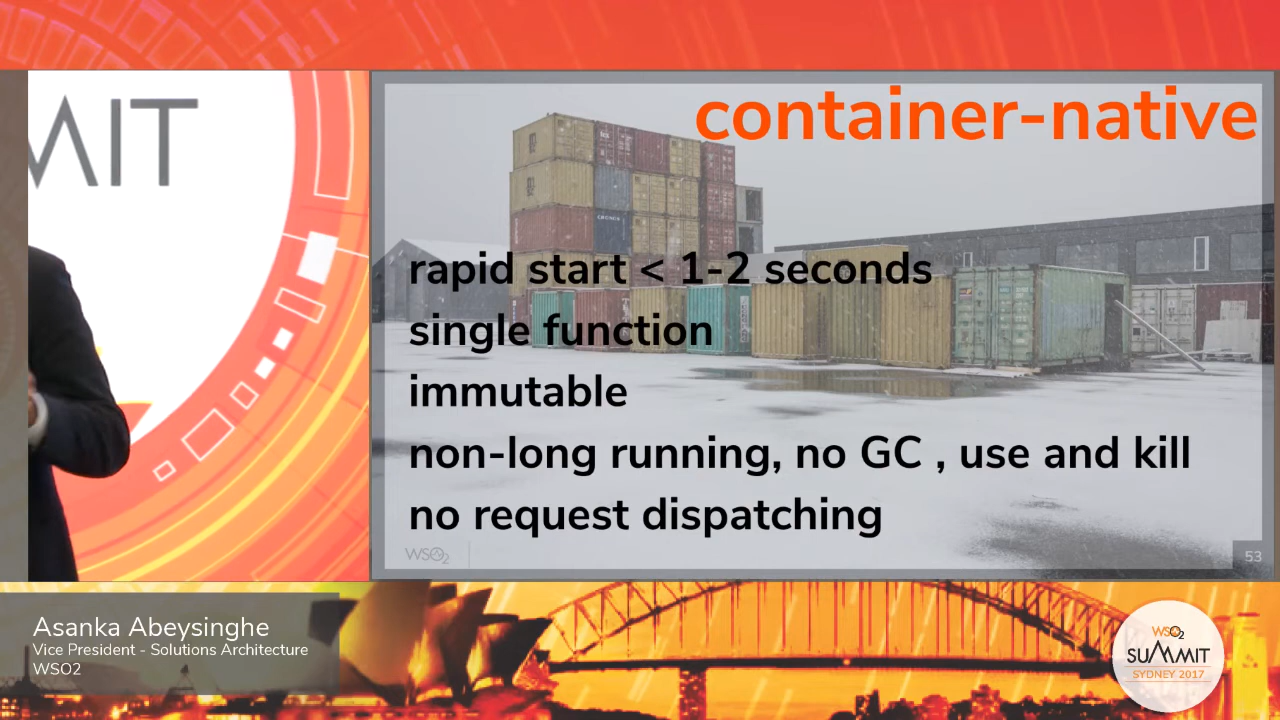 MIT
container-native
rapid start < 1-2 seconds
single function
immutable
non-long running, no GC , use and kill
no request dispatching
WSO2
53
Asanka Abeysinghe
Vice President - Solutions Architecture
WSO2
WSO2
SUMMIT
SYDNEY 2017